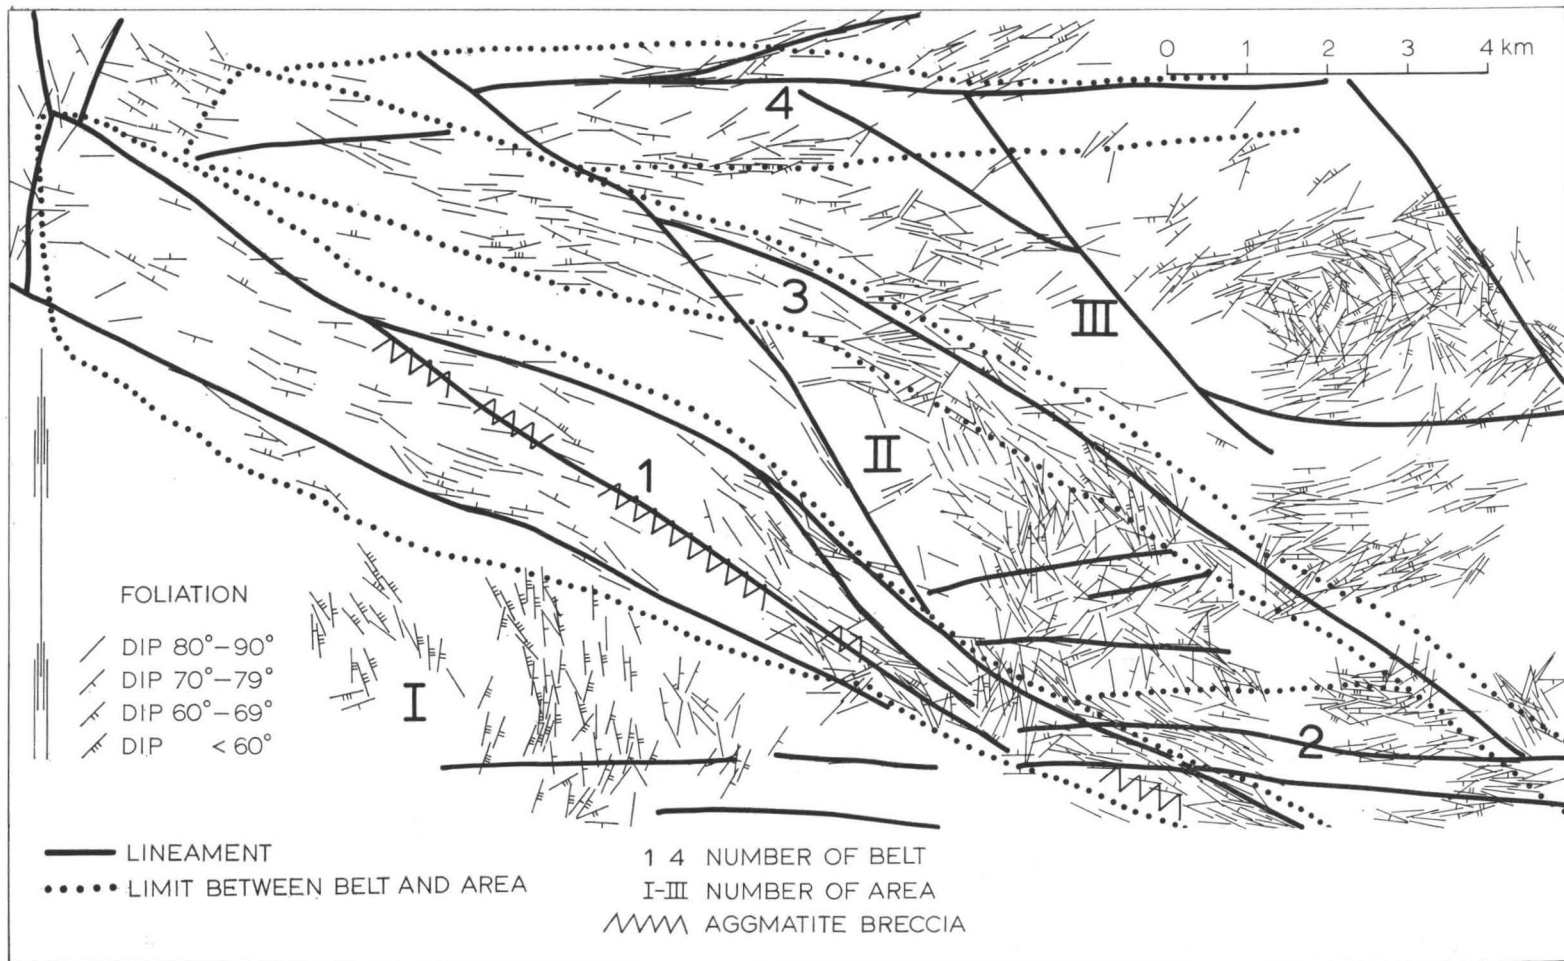 0 1 2 3 4 km
4
3
III
II
1
I
2
FOLIATION
DIP 80°–90°
DIP 70°–79°
DIP 60°–69°
DIP <60°
LINEAMENT
LIMIT BETWEEN BELT AND AREA
1 4 NUMBER OF BELT
I-III NUMBER OF AREA
AGGMATITE BRECCIA